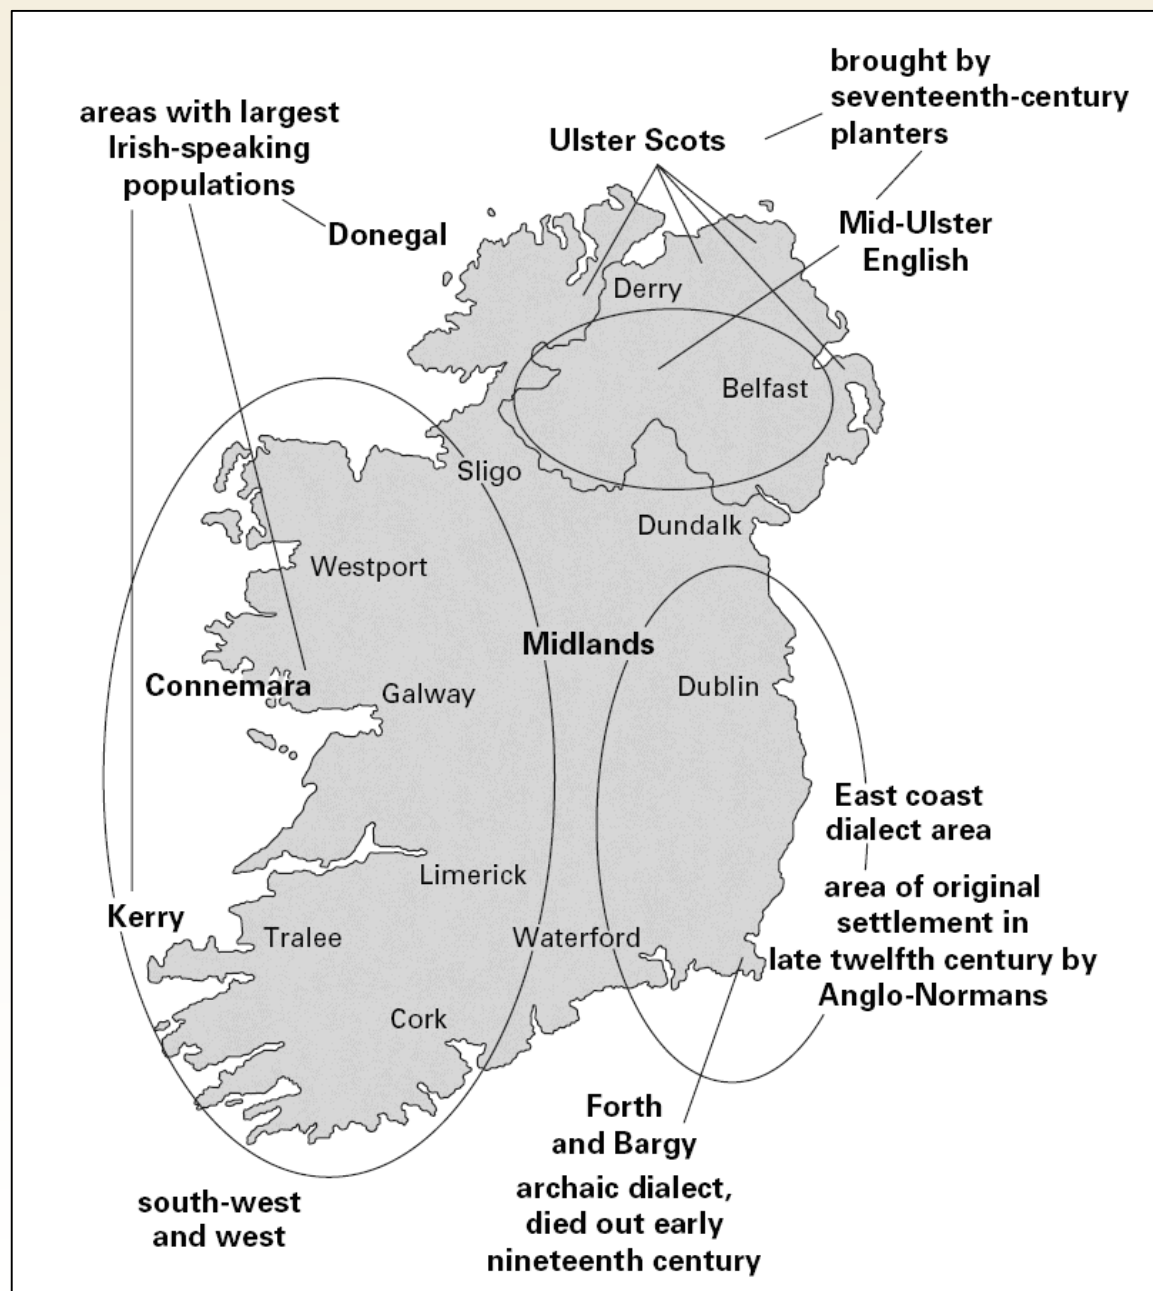 brought by
seventeenth-century
planters
areas with largest
Irish-speaking
populations
Ulster Scots
Donegal
Mid-Ulster
English
Derry
Belfast
Sligo
Dundalk
Westport
Midlands
Connemara
Galway
Dublin
East coast
dialect area
Limerick
area of original
settlement in
late twelfth century by
Anglo-Normans
Kerry
Tralee
Waterford
Cork
Forth
and Bargy
archaic dialect,
died out early
nineteenth century
south-west
and west